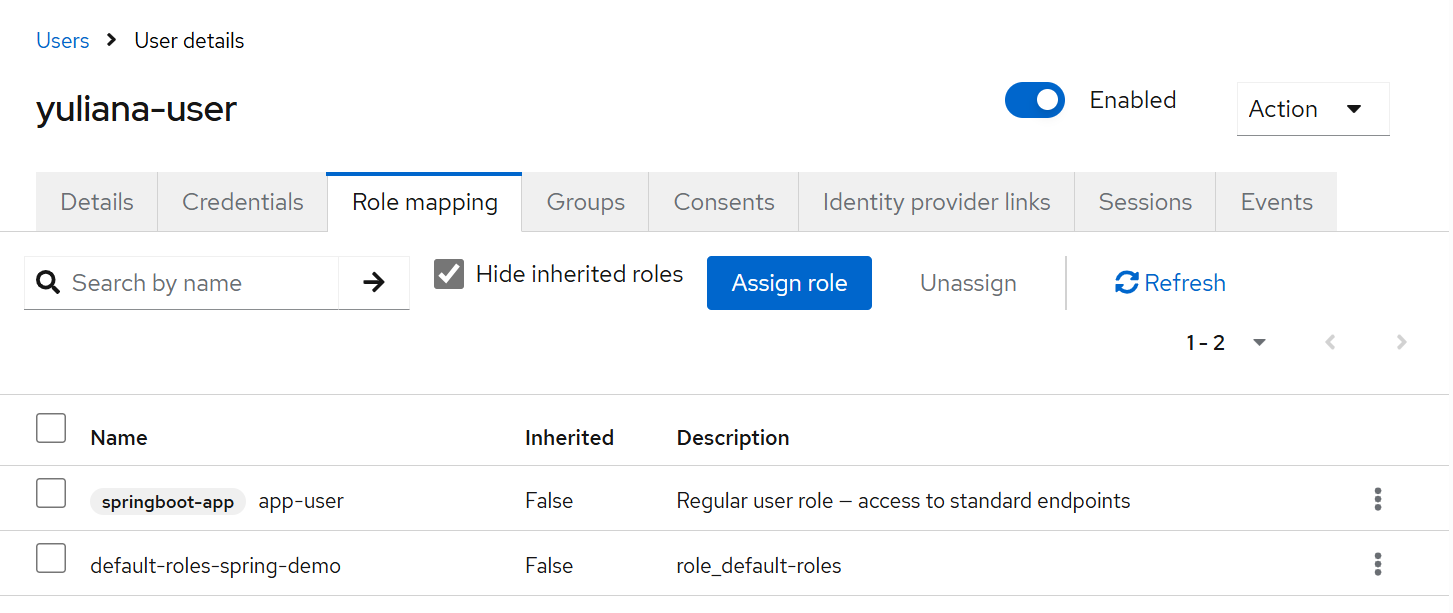 Users > User details
yuliana-user
Enabled
Action
Details Credentials Role mapping Groups Consents Identity provider links Sessions Events
Search by name
Hide inherited roles
Assign role
Unassign
Refresh
1 - 2
Name Inherited Description
springboot-app app-user False Regular user role – access to standard endpoints
default-roles-spring-demo False role_default-roles